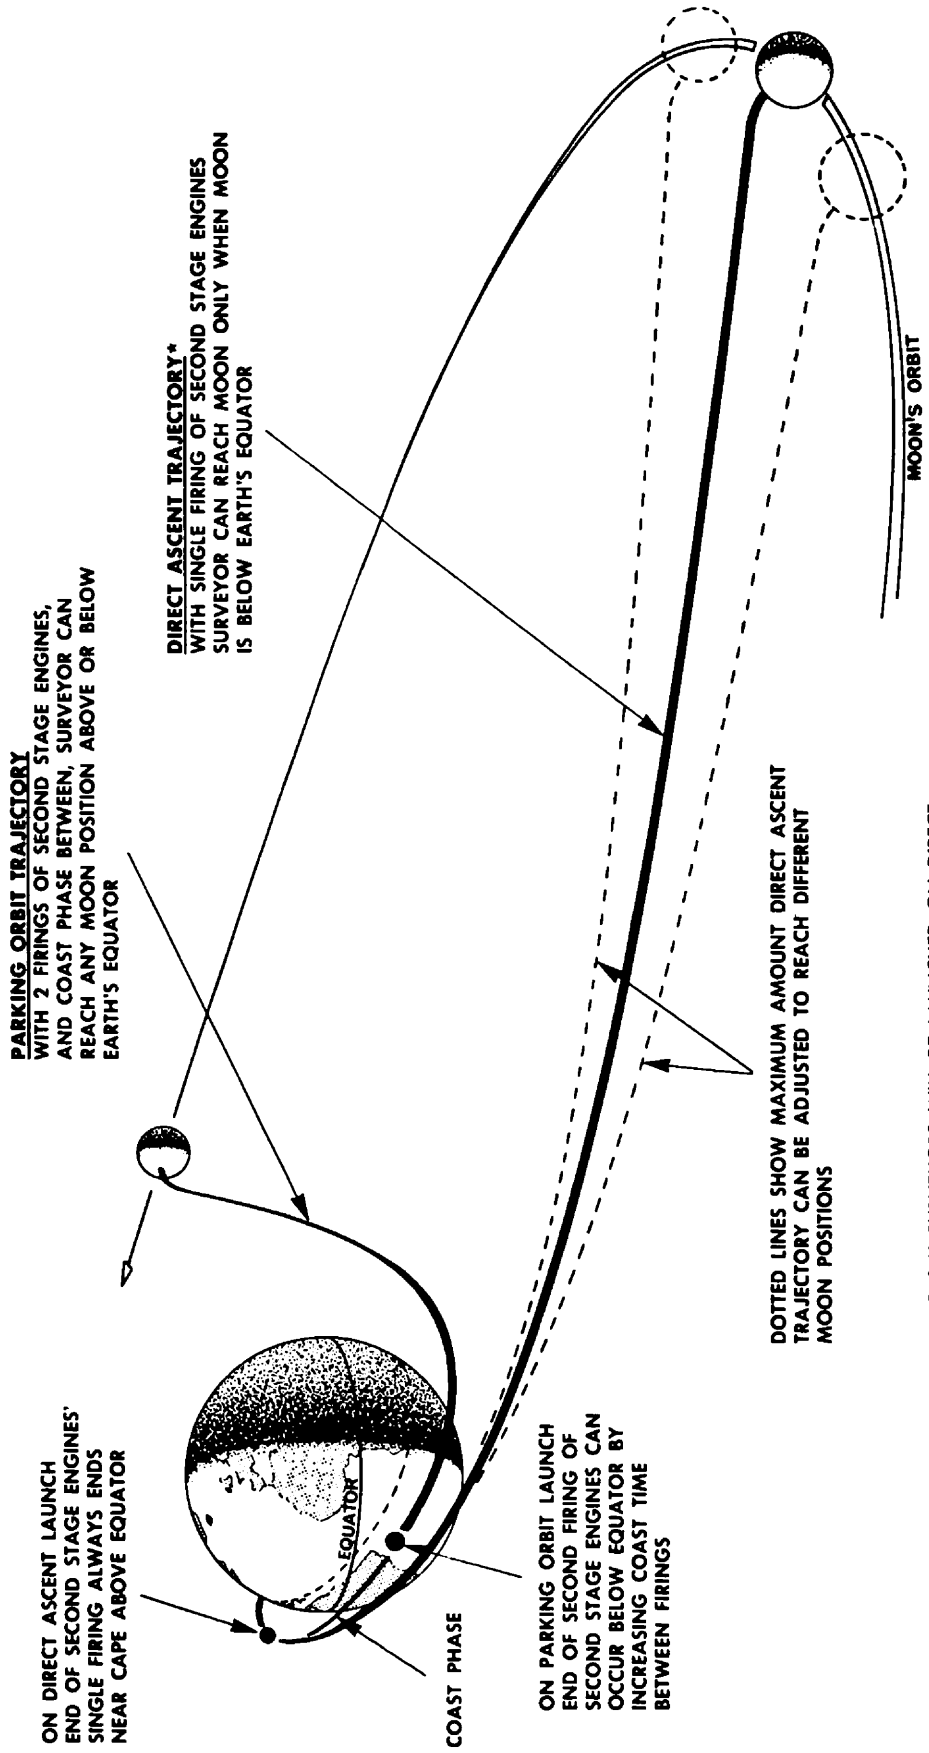 PARKING ORBIT TRAJECTORY
WITH 2 FIRINGS OF SECOND STAGE ENGINES,
AND COAST PHASE BETWEEN, SURVEYOR CAN
REACH ANY MOON POSITION ABOVE OR BELOW
EARTH'S EQUATOR
DIRECT ASCENT TRAJECTORY*
WITH SINGLE FIRING OF SECOND STAGE ENGINES
SURVEYOR CAN REACH MOON ONLY WHEN MOON
IS BELOW EARTH'S EQUATOR
ON DIRECT ASCENT LAUNCH
END OF SECOND STAGE ENGINES'
SINGLE FIRING ALWAYS ENDS
NEAR CAPE ABOVE EQUATOR
EQUATOR
COAST PHASE
ON PARKING ORBIT LAUNCH
END OF SECOND FIRING OF
SECOND STAGE ENGINES CAN
OCCUR BELOW EQUATOR BY
INCREASING COAST TIME
BETWEEN FIRINGS
DOTTED LINES SHOW MAXIMUM AMOUNT DIRECT ASCENT
TRAJECTORY CAN BE ADJUSTED TO REACH DIFFERENT
MOON POSITIONS
MOON'S ORBIT